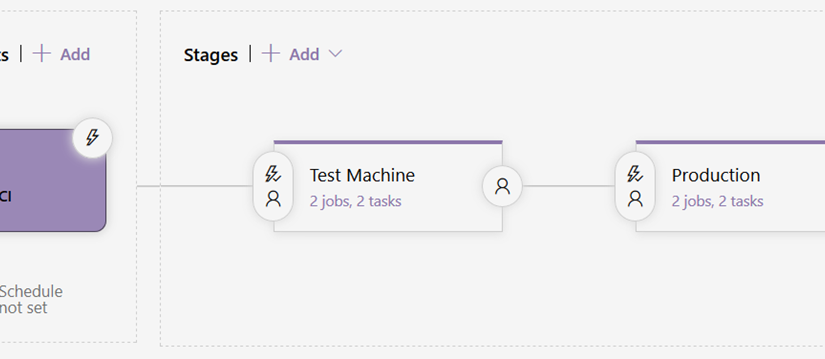 ts | + Add
Stages | + Add
CI
Test Machine
2 jobs, 2 tasks
Production
2 jobs, 2 tasks
Schedule
not set